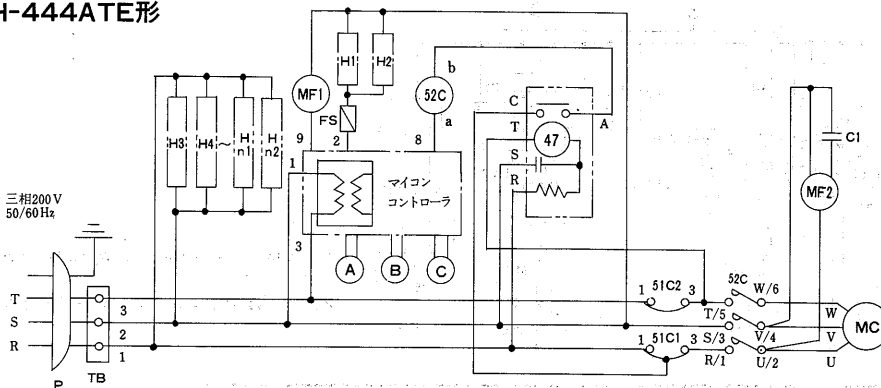 H-444ATE形
H1
H2
b
MF1
52C
C
FS
a
A
T
47
C1
H3
H4
～
H
n1
H
n2
9
2
8
S
1
R
マイコン
コントローラ
MF2
三相200V
50/60Hz
3
A
B
C
T
3
1
51C2
3
52C
W/6
T/5
W
S
2
V/4
V
MC
R
1
1
51C1
3
S/3
R/1
U/2
U
P
TB